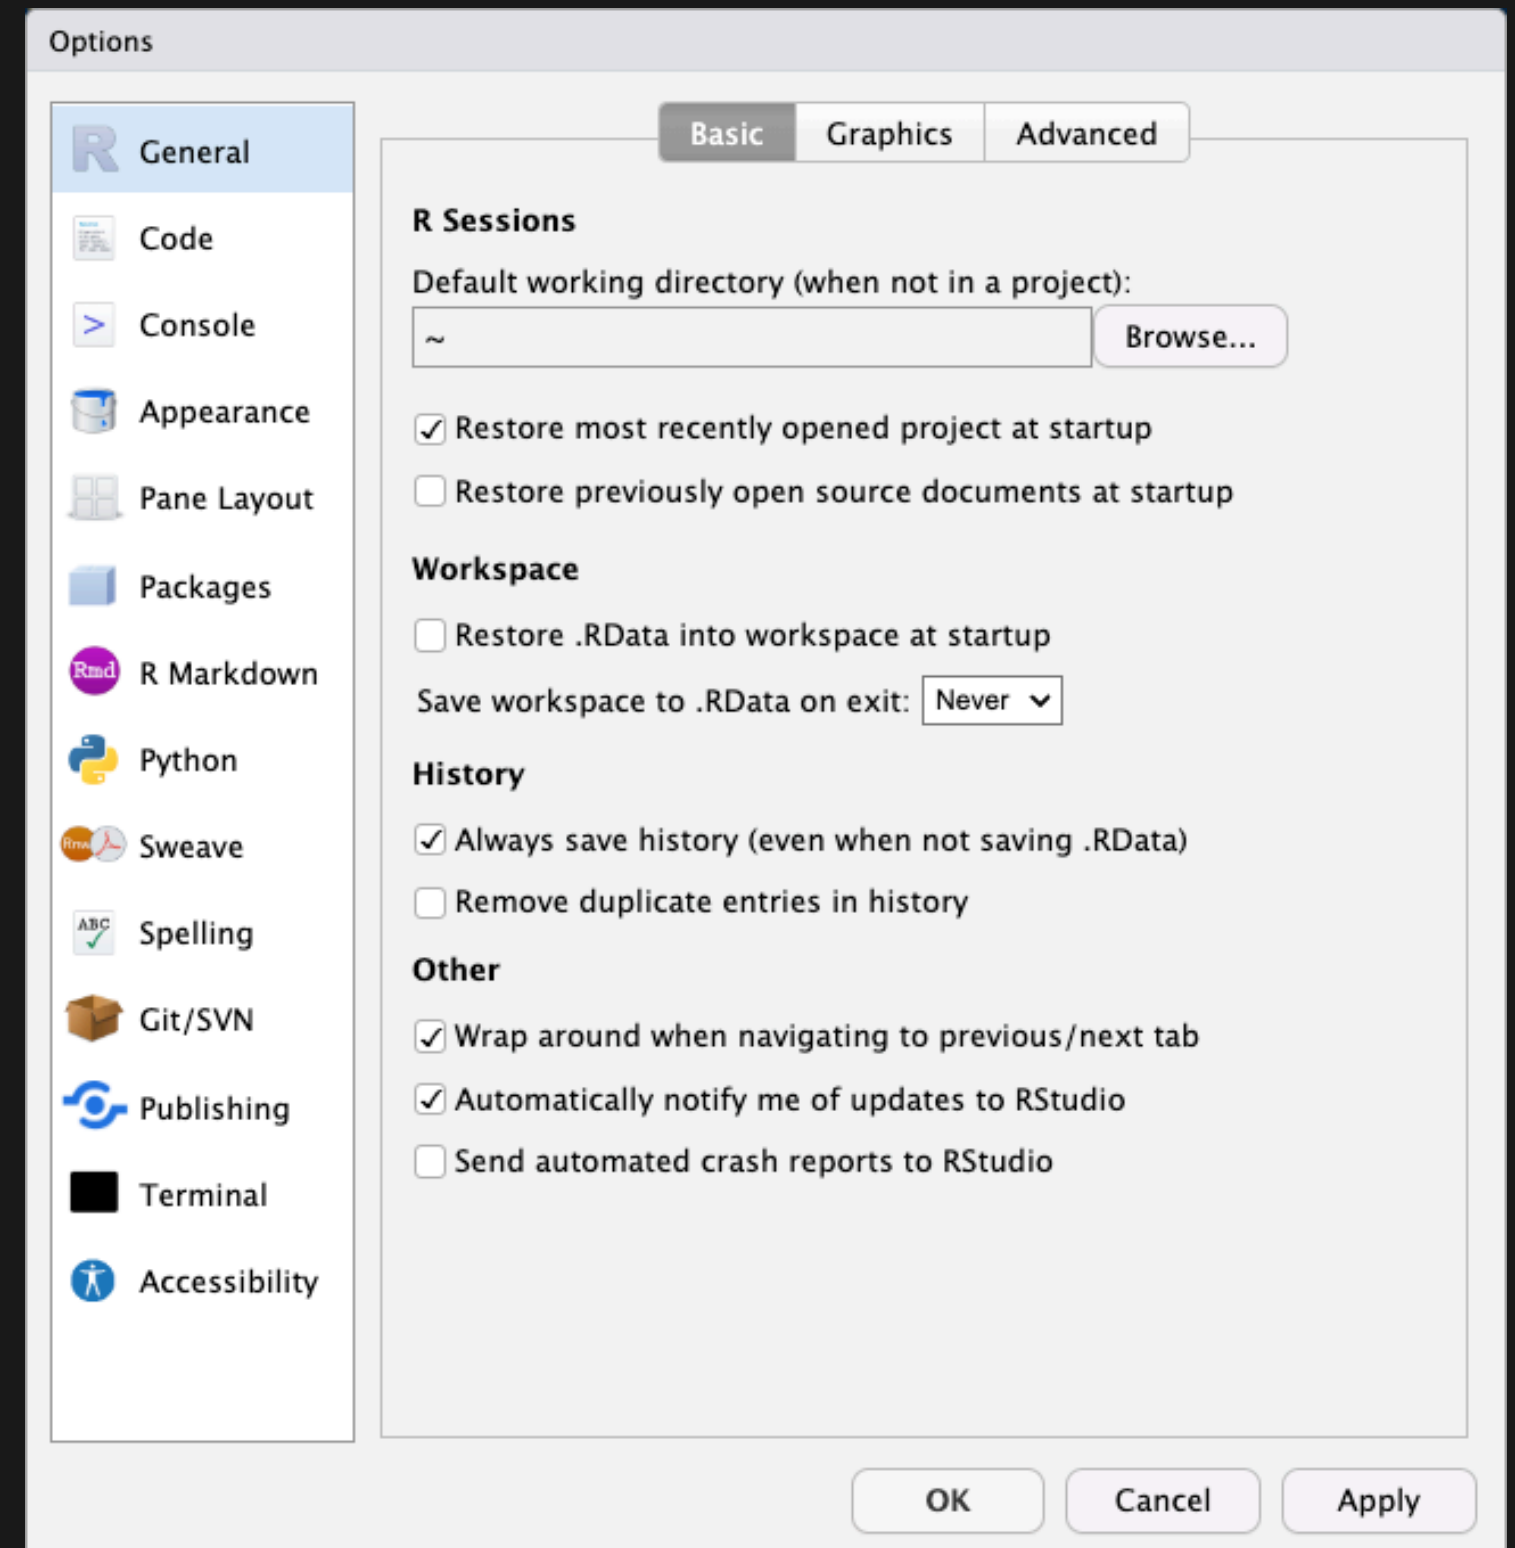 Options
General
Code
Console
Appearance
Pane Layout
Packages
Rmd R Markdown
Python
Rnw Sweave
ABC Spelling
Git/SVN
Publishing
Terminal
Accessibility
Basic Graphics Advanced
R Sessions
Default working directory (when not in a project):
~ Browse...
Restore most recently opened project at startup
Restore previously open source documents at startup
Workspace
Restore .RData into workspace at startup
Save workspace to .RData on exit: Never
History
Always save history (even when not saving .RData)
Remove duplicate entries in history
Other
Wrap around when navigating to previous/next tab
Automatically notify me of updates to RStudio
Send automated crash reports to RStudio
OK Cancel Apply